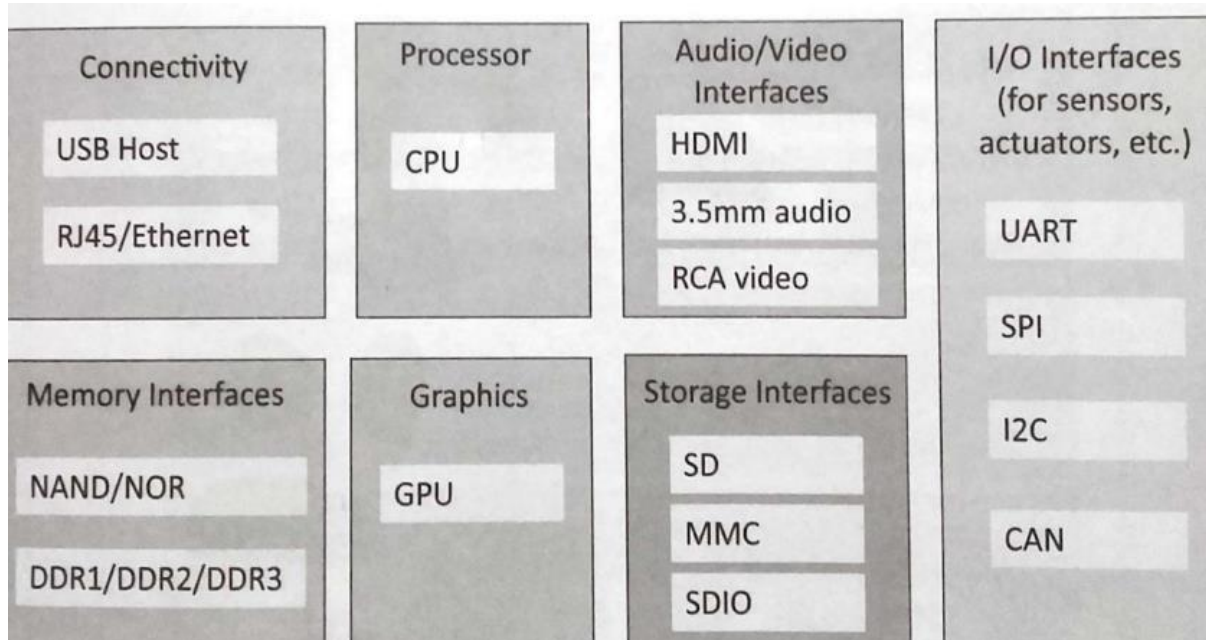 Connectivity
USB Host
RJ45/Ethernet
Processor
CPU
Audio/Video
Interfaces
HDMI
3.5mm audio
RCA video
I/O Interfaces
(for sensors,
actuators, etc.)
UART
SPI
I2C
CAN
Memory Interfaces
NAND/NOR
DDR1/DDR2/DDR3
Graphics
GPU
Storage Interfaces
SD
MMC
SDIO